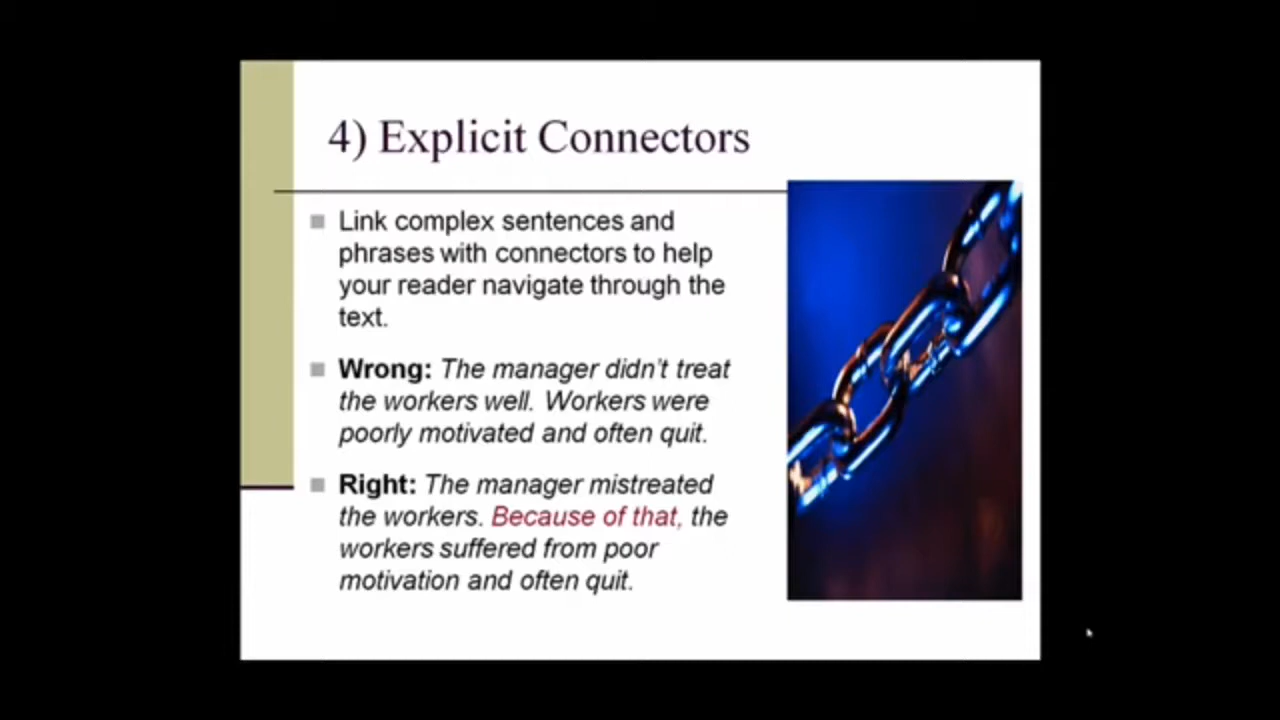 4) Explicit Connectors
Link complex sentences and
phrases with connectors to help
your reader navigate through the
text.
Wrong: The manager didn't treat
the workers well. Workers were
poorly motivated and often quit.
Right: The manager mistreated
the workers. Because of that, the
workers suffered from poor
motivation and often quit.